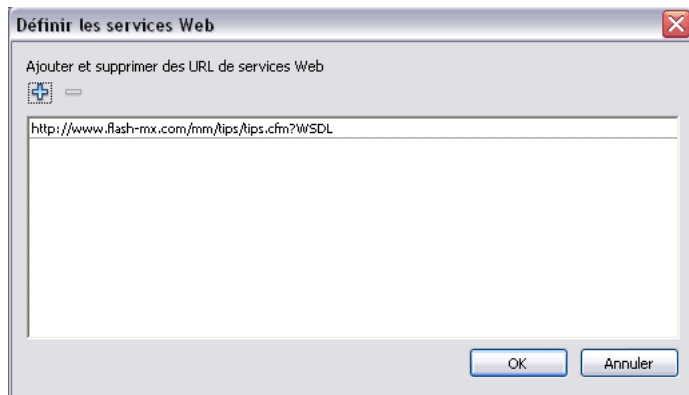 Définir les services Web
Ajouter et supprimer des URL de services Web
http://www.flash-mx.com/mm/tips/tips.cfm?WSDL
OK
Annuler